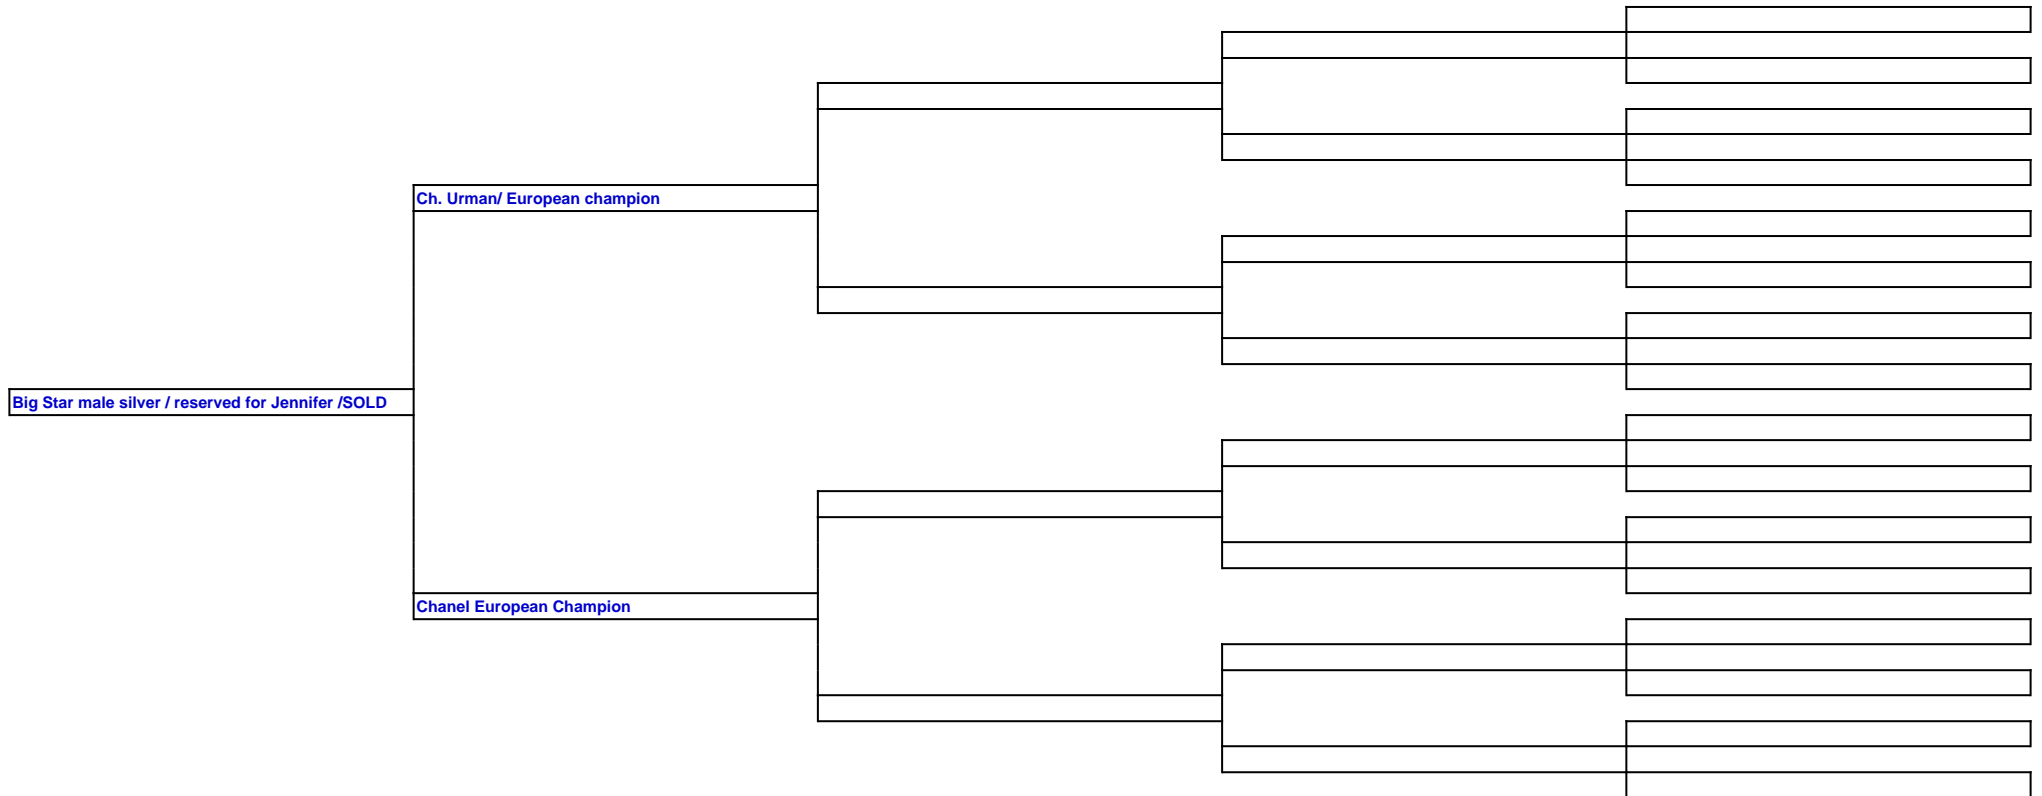 Ch. Urman/ European champion
Big Star male silver / reserved for Jennifer /SOLD
Chanel European Champion